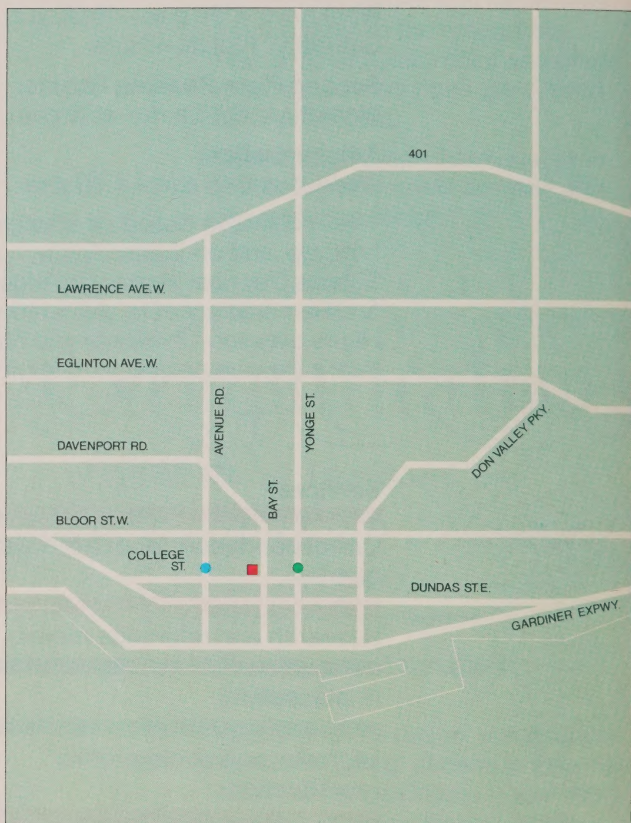 401
LAWRENCE AVE.W.
EGLINTON AVE.W.
AVENUE RD.
YONGE ST.
DAVENPORT RD.
DON VALLEY PKY.
BAY ST.
BLOOR ST.W.
COLLEGE
ST.
DUNDAS ST.E.
GARDINER EXPWY.